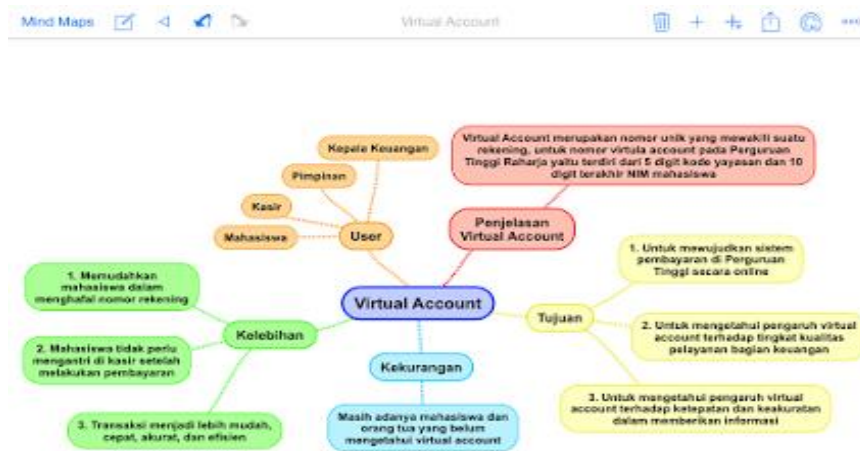 Mind Maps
Virtual Account
Kepala Keuangan
Pimpinan
Kasir
Mahasiswa
User
Virtual Account merupakan nomor unik yang mewakili suatu
rekening, untuk nomor virtula account pada Perguruan
Tinggi Raharja yaitu terdiri dari 5 digit kode yayasan dan 10
digit terakhir NIM mahasiswa
Penjelasan
Virtual Account
1. Memudahkan
mahasiswa dalam
menghafal nomor rekening
2. Mahasiswa tidak perlu
mengantri di kasir setelah
melakukan pembayaran
3. Transaksi menjadi lebih mudah,
cepat, akurat, dan efisien
Kelebihan
Virtual Account
Kekurangan
Masih adanya mahasiswa dan
orang tua yang belum
mengetahui virtual account
Tujuan
1. Untuk mewujudkan sistem
pembayaran di Perguruan
Tinggi secara online
2. Untuk mengetahui pengaruh virtual
account terhadap tingkat kualitas
pelayanan bagian keuangan
3. Untuk mengetahui pengaruh virtual
account terhadap ketepatan dan keakuratan
dalam memberikan informasi